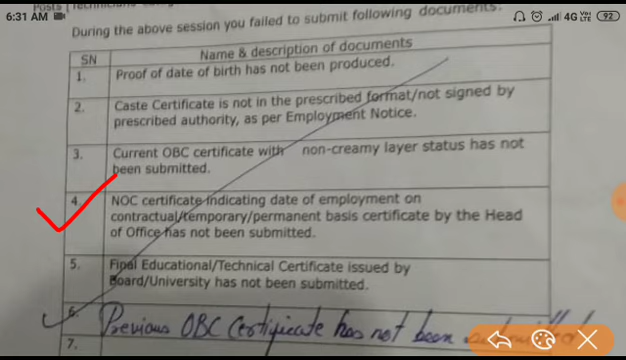 Posts [Technicians
6:31 AM
4G
VoLTE
92
During the above session you failed to submit following documents:
SN Name & description of documents
1. Proof of date of birth has not been produced.
2. Caste Certificate is not in the prescribed format/not signed by
prescribed authority, as per Employment Notice.
3. Current OBC certificate with non-creamy layer status has not
been submitted.
4. NOC certificate indicating date of employment on
contractual/temporary/permanent basis certificate by the Head
of Office has not been submitted.
5. Final Educational/Technical Certificate issued by
Board/University has not been submitted.
6. Previous OBC Certificate has not been
7.